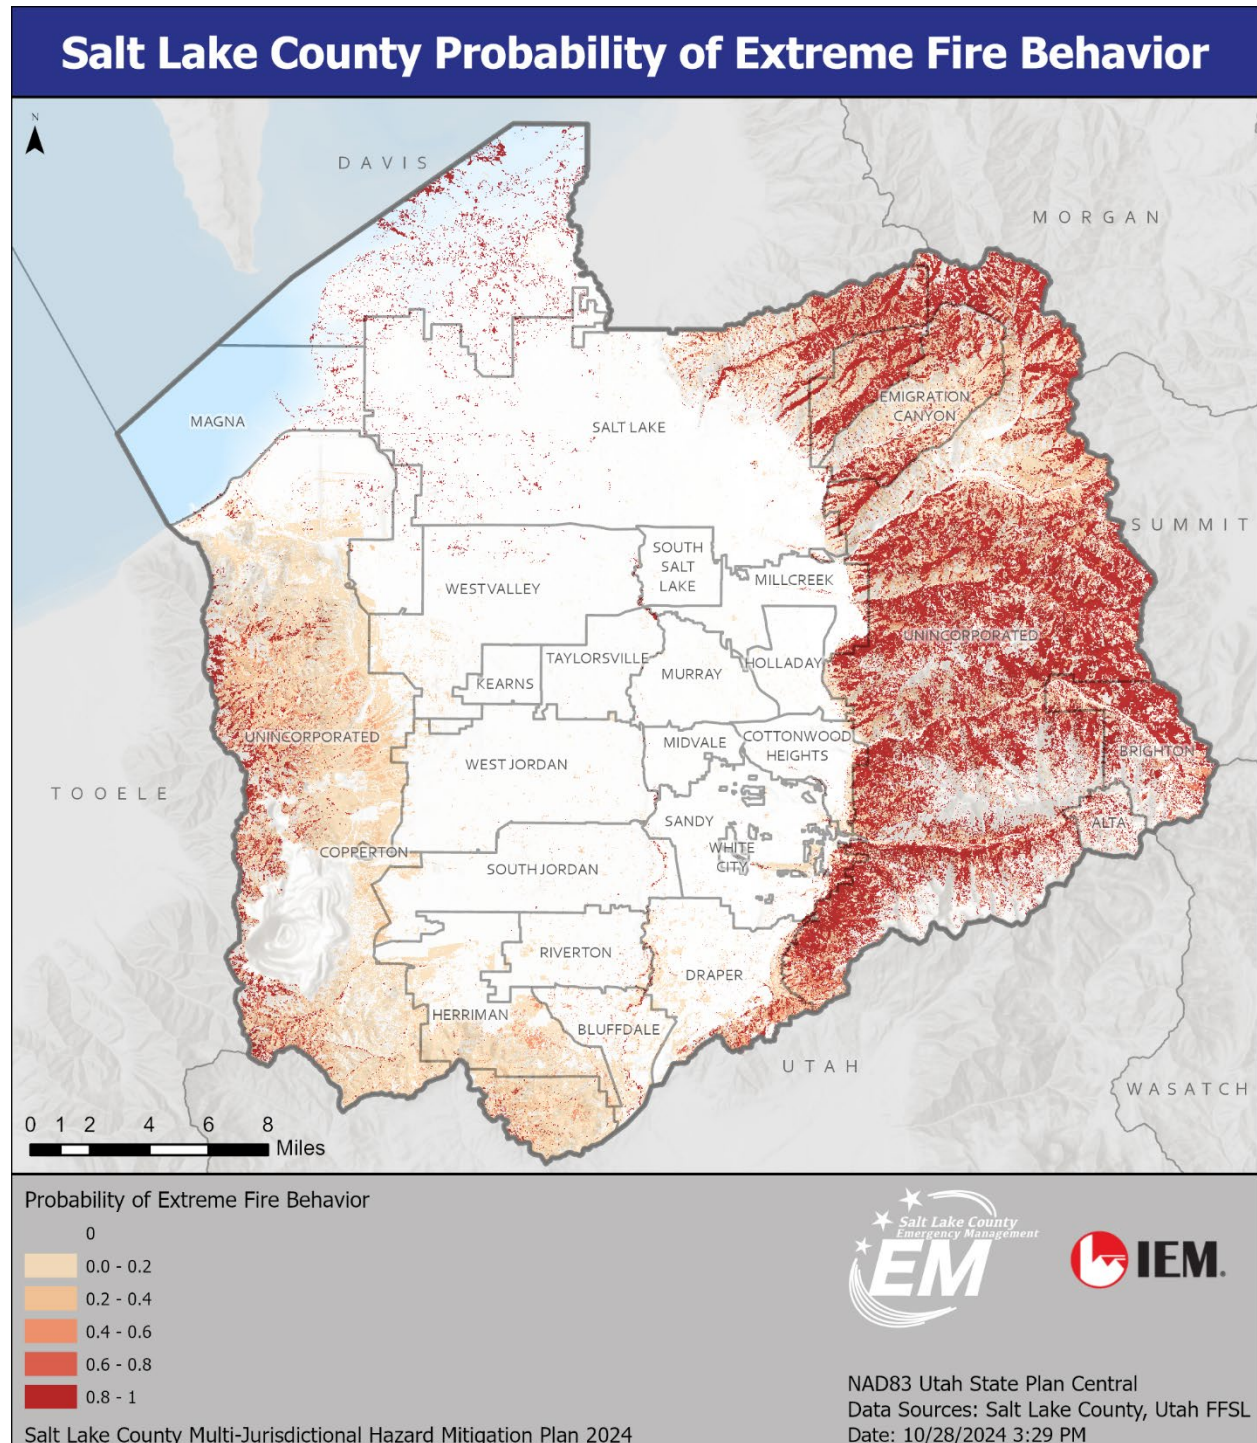 Salt Lake County Probability of Extreme Fire Behavior
N
DAVIS
MORGAN
MAGNA
EMIGRATION
CANYON
SALT LAKE
SUMMIT
SOUTH
SALT
LAKE
WEST VALLEY
MILLCREEK
UNINCORPORATED
TAYLORSVILLE
HOLLADAY
MURRAY
KEARNS
UNINCORPORATED
MIDVALE
COTTONWOOD
HEIGHTS
BRIGHTON
WEST JORDAN
TOOELE
SANDY
ALTA
COPPERTON
WHITE
CITY
SOUTH JORDAN
RIVERTON
DRAPER
HERRIMAN
BLUFFDALE
UTAH
WASATCH
0 1 2 4 6 8
Miles
Probability of Extreme Fire Behavior
0
0.0 - 0.2
0.2 - 0.4
0.4 - 0.6
0.6 - 0.8
0.8 - 1
Salt Lake County Multi-Jurisdictional Hazard Mitigation Plan 2024
Salt Lake County
Emergency Management
EM
IEM.
NAD83 Utah State Plan Central
Data Sources: Salt Lake County, Utah FFSL
Date: 10/28/2024 3:29 PM